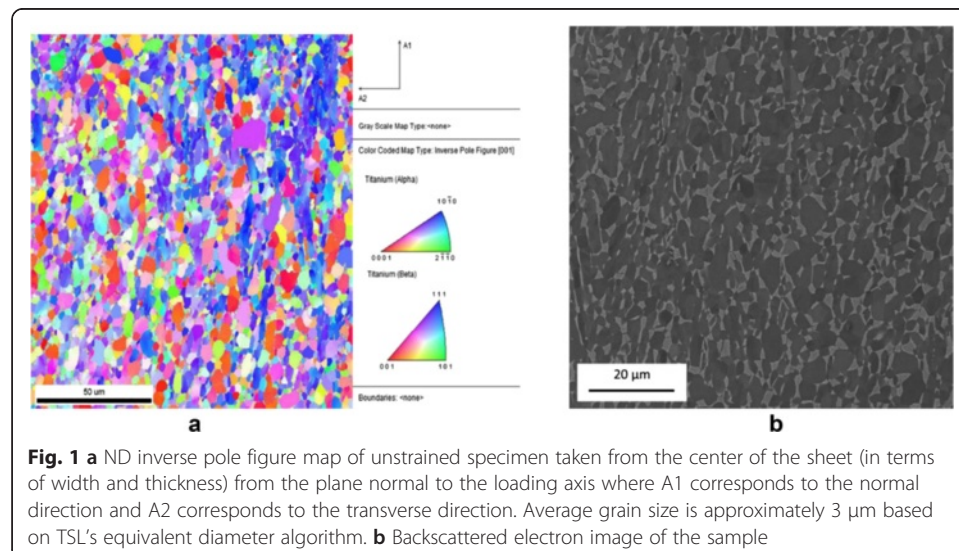 A1
A2
Gray Scale Map Type:<none>
Color Coded Map Type: Inverse Pole Figure [001]
Titanium (Alpha)
101̄0
0001 2̄1̄1̄0
Titanium (Beta)
111
001 101
Boundaries: <none>
50 um
20 µm
a b
Fig. 1 a ND inverse pole figure map of unstrained specimen taken from the center of the sheet (in terms
of width and thickness) from the plane normal to the loading axis where A1 corresponds to the normal
direction and A2 corresponds to the transverse direction. Average grain size is approximately 3 μm based
on TSL’s equivalent diameter algorithm. b Backscattered electron image of the sample